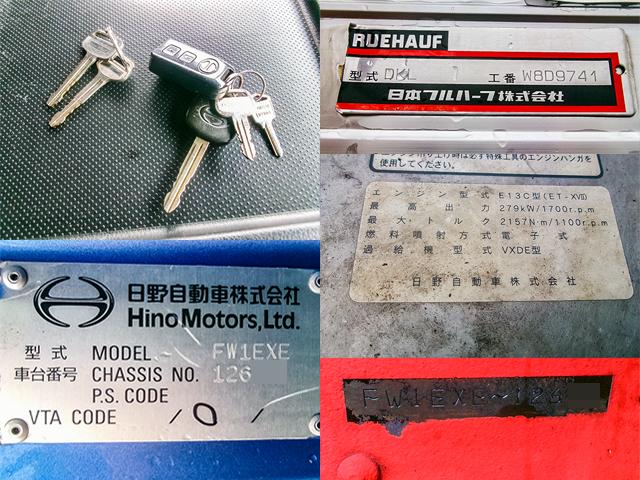 RUEHAUF
型式 DKL 1 工番 W8D9741
日本フルハーフ株式会社
使用してください。
エンジン型式 E13C型(ET-XVII)
最高出力 279kW/1700r.p.m
最大トルク 2157N·m/1100r.p.m
燃料噴射方式 電子式
過給機型式 VXDE型
日野自動車株式会社
日野自動車株式会社
Hino Motors, Ltd.
型式 MODEL FW1EXE
車台番号 CHASSIS NO. 126
P.S. CODE
VTA CODE / 0 /
FW1EXE-126